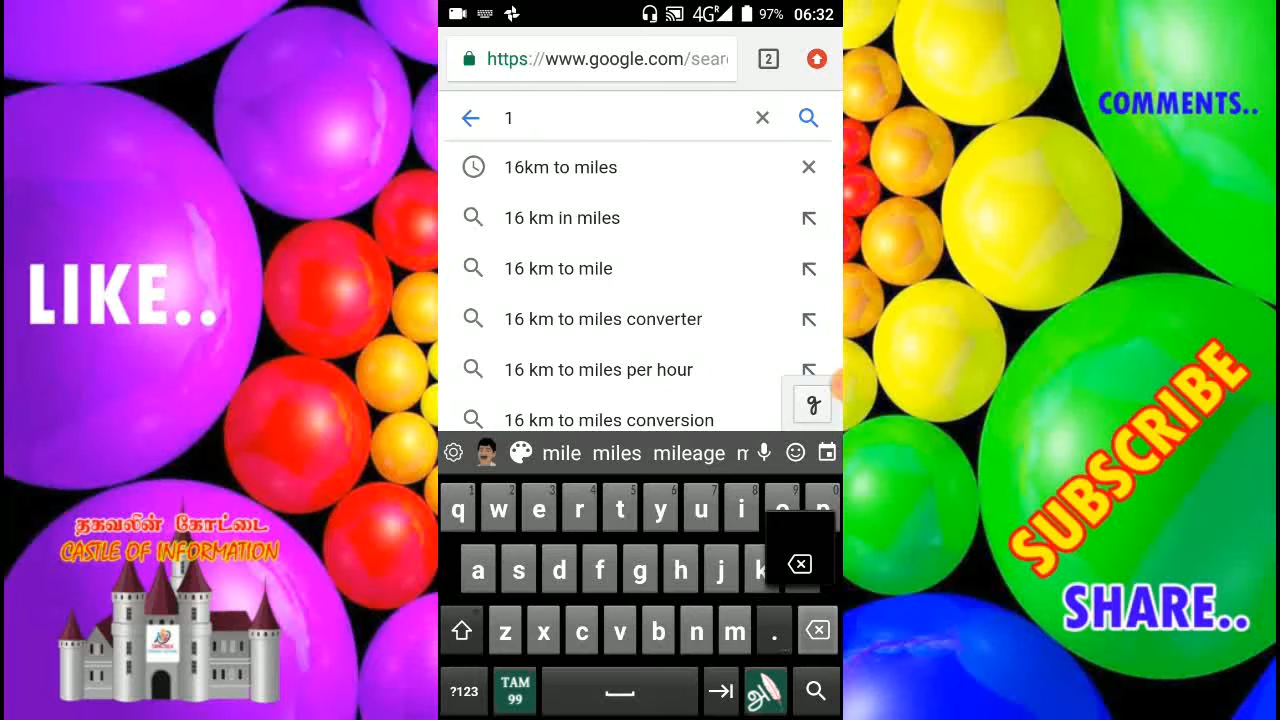 97% 06:32
https://www.google.com/sear
2
1
16km to miles
16 km in miles
16 km to mile
16 km to miles converter
16 km to miles per hour
16 km to miles conversion
mile miles mileage m
q w e r t y u i o p
a s d f g h j k
z x c v b n m .
?123 TAM 99
LIKE..
தகவலின் கோட்டை
CASTLE OF INFORMATION
COMMENTS..
SUBSCRIBE
SHARE..